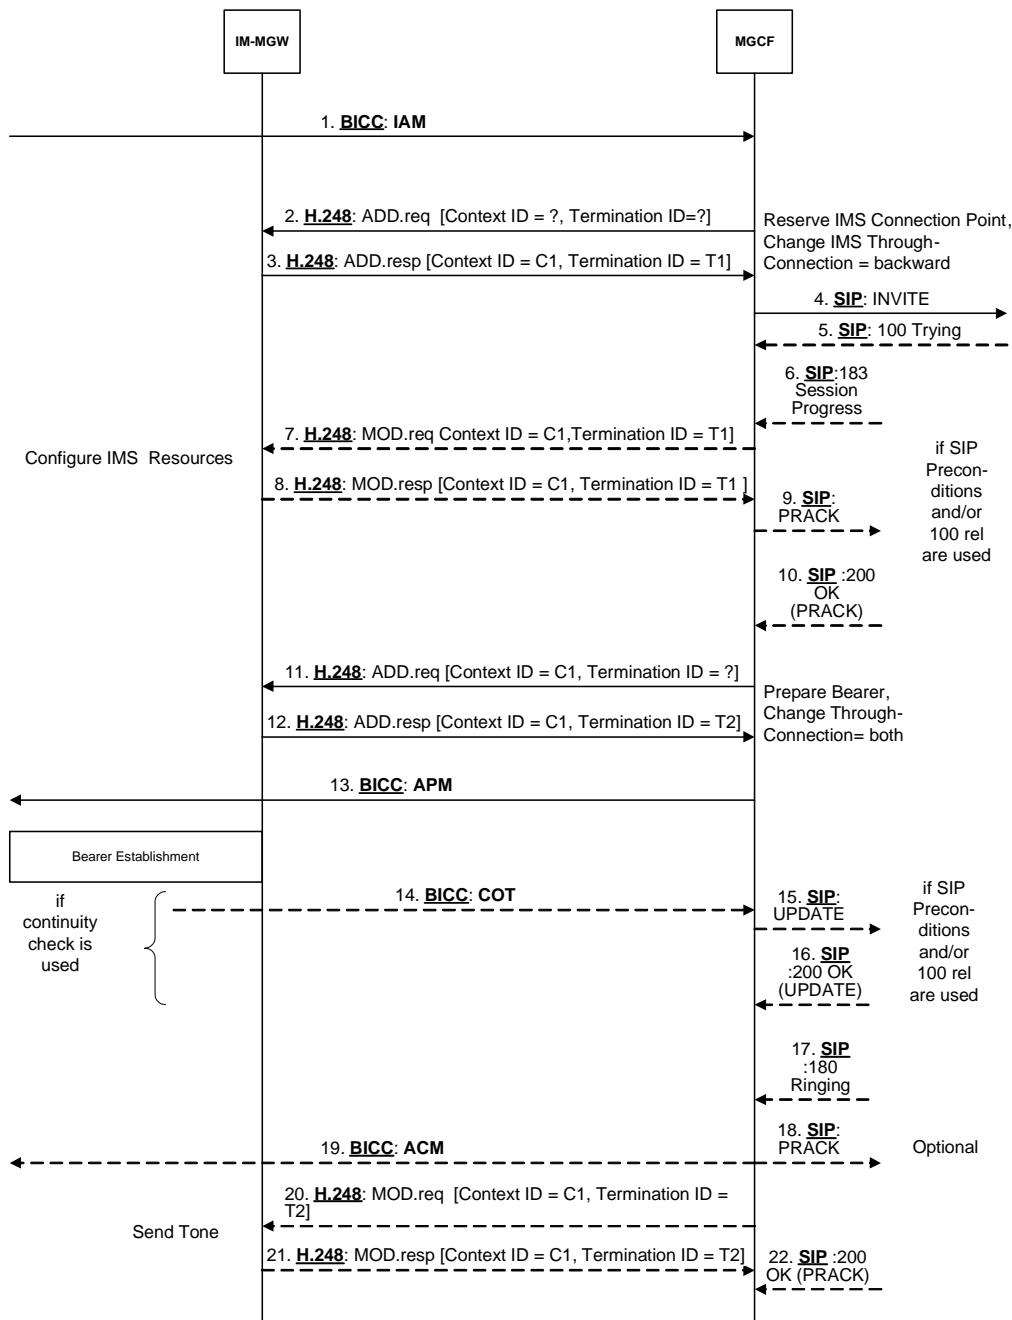 IM-MGW
MGCF
1. BICC: IAM
2. H.248: ADD.req [Context ID = ?, Termination ID=?]
Reserve IMS Connection Point,
Change IMS Through-
Connection = backward
3. H.248: ADD.resp [Context ID = C1, Termination ID = T1]
4. SIP: INVITE
5. SIP: 100 Trying
6. SIP:183
Session
Progress
7. H.248: MOD.req Context ID = C1,Termination ID = T1]
Configure IMS Resources
if SIP
Precon-
ditions
and/or
100 rel
are used
8. H.248: MOD.resp [Context ID = C1, Termination ID = T1 ]
9. SIP:
PRACK
10. SIP :200
OK
(PRACK)
11. H.248: ADD.req [Context ID = C1, Termination ID = ?]
Prepare Bearer,
Change Through-
Connection= both
12. H.248: ADD.resp [Context ID = C1, Termination ID = T2]
13. BICC: APM
Bearer Establishment
if
continuity
check is
used
14. BICC: COT
15. SIP:
UPDATE
if SIP
Precon-
ditions
and/or
100 rel
are used
16. SIP
:200 OK
(UPDATE)
17. SIP
:180
Ringing
18. SIP:
PRACK
Optional
19. BICC: ACM
20. H.248: MOD.req [Context ID = C1, Termination ID =
T2]
Send Tone
21. H.248: MOD.resp [Context ID = C1, Termination ID = T2]
22. SIP :200
OK (PRACK)